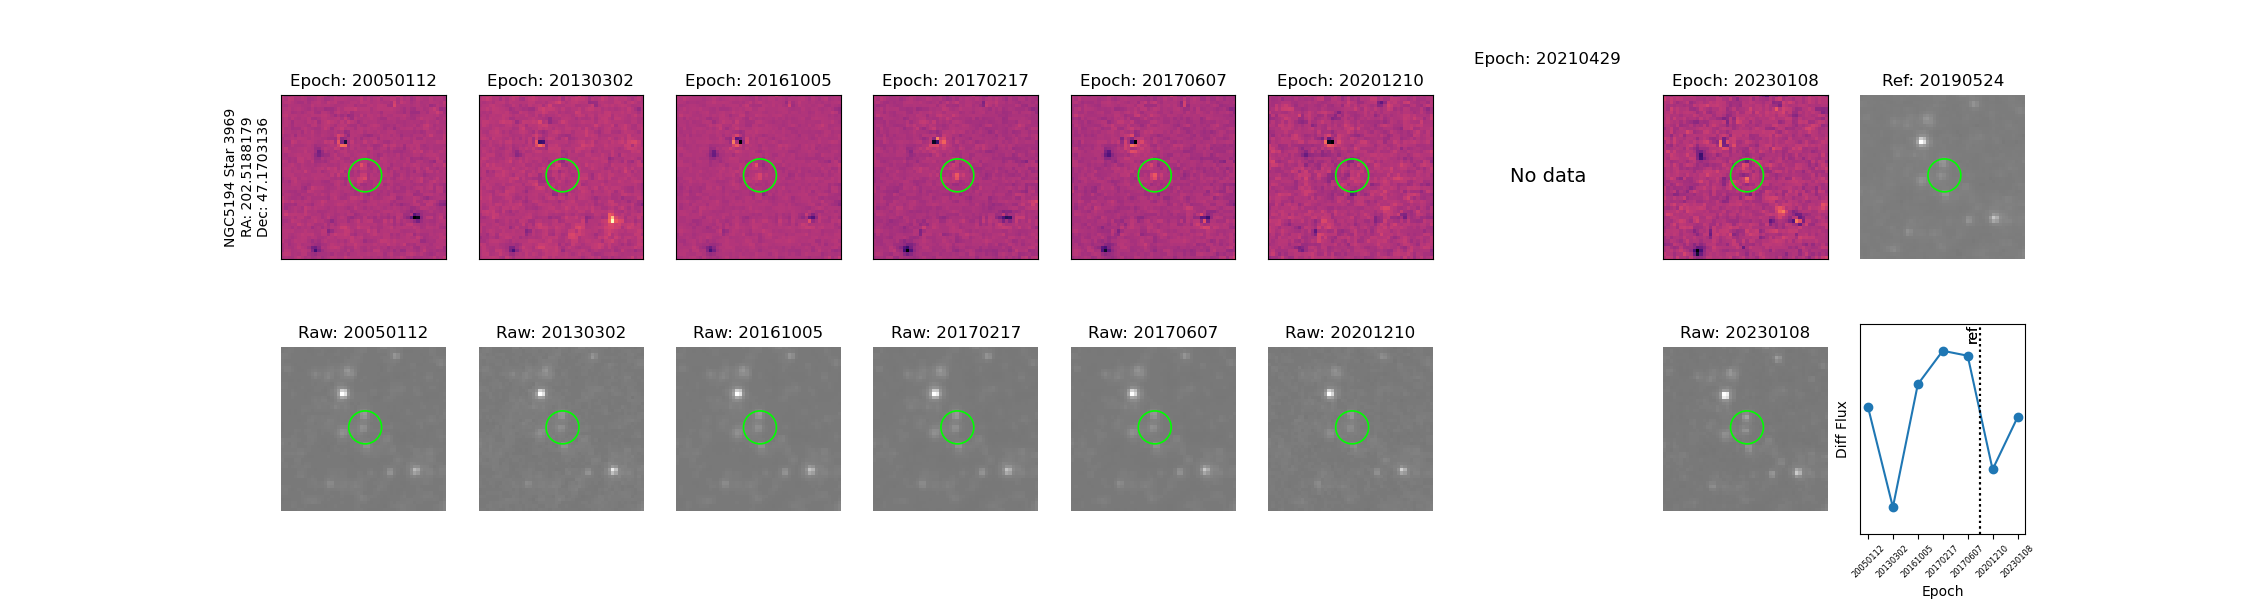 NGC5194 Star 3969
RA: 202.5188179
Dec: 47.1703136
Epoch: 20050112
Epoch: 20130302
Epoch: 20161005
Epoch: 20170217
Epoch: 20170607
Epoch: 20201210
Epoch: 20210429
Epoch: 20230108
Ref: 20190524
No data
Raw: 20050112
Raw: 20130302
Raw: 20161005
Raw: 20170217
Raw: 20170607
Raw: 20201210
Raw: 20230108
ref
Diff Flux
20050112
20130302
20161005
20170217
20170607
20201210
20230108
Epoch